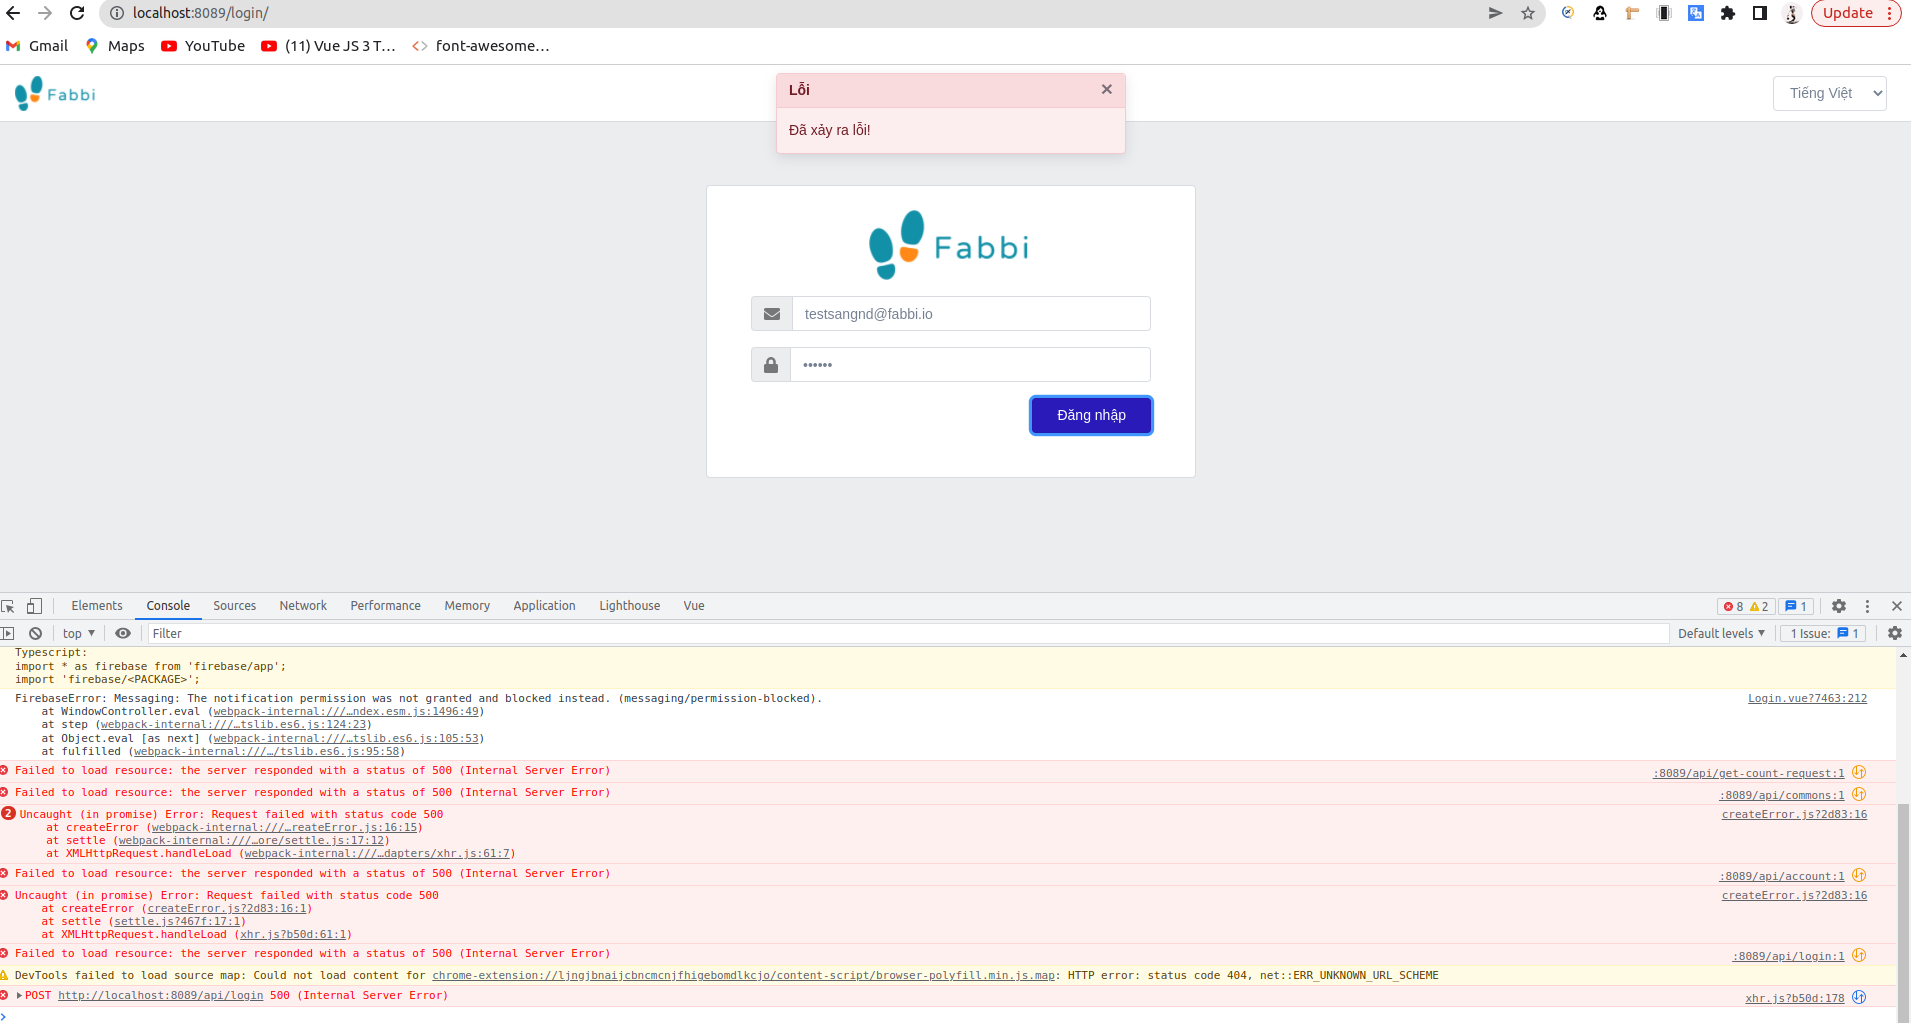 localhost:8089/login/
Update
Gmail
Maps
YouTube
(11) Vue JS 3 T…
font-awesome…
Fabbi
Lỗi
Tiếng Việt
Đã xảy ra lỗi!
Fabbi
testsangnd@fabbi.io
••••••
Đăng nhập
Elements Console Sources Network Performance Memory Application Lighthouse Vue
8 2 1
top Filter Default levels 1 Issue: 1
Typescript:
import * as firebase from 'firebase/app';
import 'firebase/<PACKAGE>';
FirebaseError: Messaging: The notification permission was not granted and blocked instead. (messaging/permission-blocked). Login.vue?7463:212
at WindowController.eval (webpack-internal:///…ndex.esm.js:1496:49)
at step (webpack-internal:///…tslib.es6.js:124:23)
at Object.eval [as next] (webpack-internal:///…tslib.es6.js:105:53)
at fulfilled (webpack-internal:///…/tslib.es6.js:95:58)
Failed to load resource: the server responded with a status of 500 (Internal Server Error) :8089/api/get-count-request:1
Failed to load resource: the server responded with a status of 500 (Internal Server Error) :8089/api/commons:1
2 Uncaught (in promise) Error: Request failed with status code 500 createError.js?2d83:16
at createError (webpack-internal:///…reateError.js:16:15)
at settle (webpack-internal:///…ore/settle.js:17:12)
at XMLHttpRequest.handleLoad (webpack-internal:///…dapters/xhr.js:61:7)
Failed to load resource: the server responded with a status of 500 (Internal Server Error) :8089/api/account:1
Uncaught (in promise) Error: Request failed with status code 500 createError.js?2d83:16
at createError (createError.js?2d83:16:1)
at settle (settle.js?467f:17:1)
at XMLHttpRequest.handleLoad (xhr.js?b50d:61:1)
Failed to load resource: the server responded with a status of 500 (Internal Server Error) :8089/api/login:1
DevTools failed to load source map: Could not load content for chrome-extension://ljngjbnaijcbncmcnjfhigebomdlkcjo/content-script/browser-polyfill.min.js.map: HTTP error: status code 404, net::ERR_UNKNOWN_URL_SCHEME
POST http://localhost:8089/api/login 500 (Internal Server Error) xhr.js?b50d:178